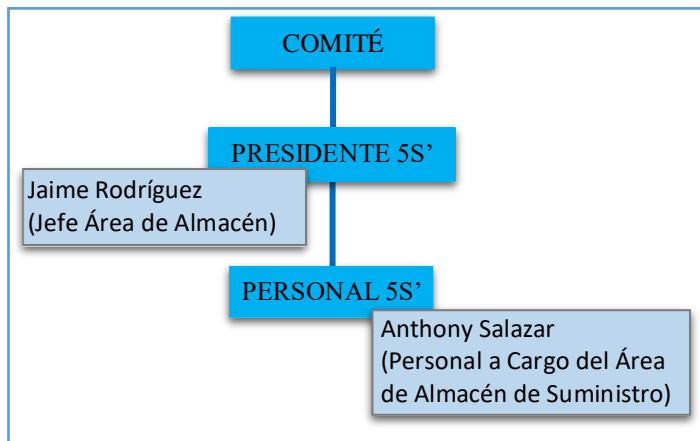 COMITÉ
PRESIDENTE 5S’
Jaime Rodríguez
(Jefe Área de Almacén)
PERSONAL 5S’
Anthony Salazar
(Personal a Cargo del Área
de Almacén de Suministro)